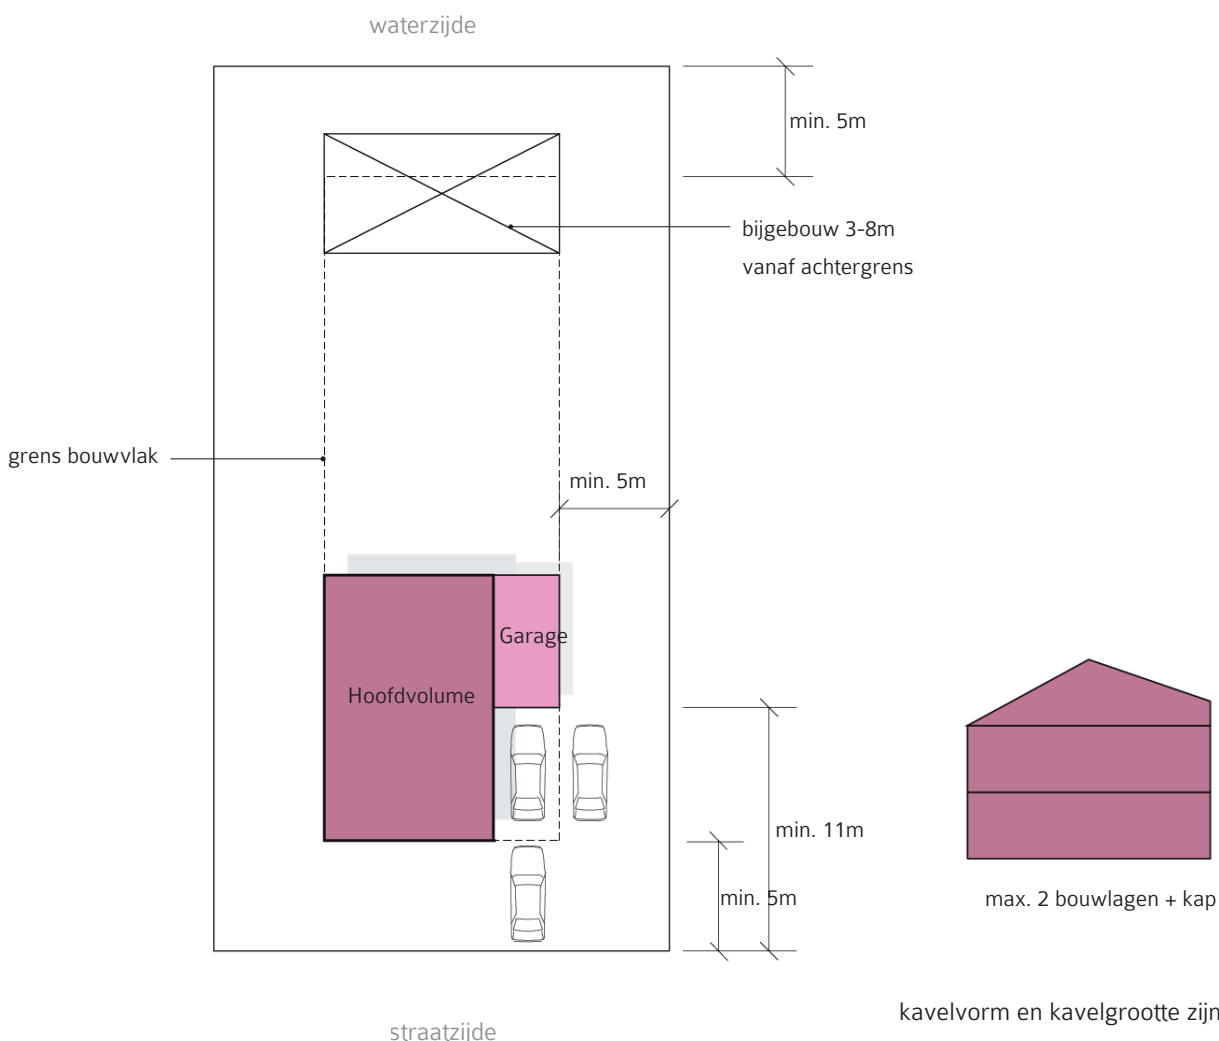 waterzijde
min. 5m
bijgebouw 3-8m
vanaf achtergrens
grens bouwvlak
min. 5m
Garage
Hoofdvolume
min. 11m
min. 5m
max. 2 bouwlagen + kap
kavelvorm en kavelgrootte zijn
straatzijde